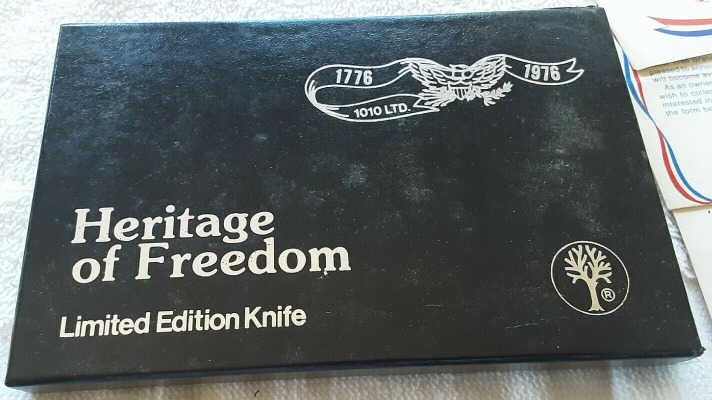 1776
1976
1010 LTD.
Heritage
of Freedom
Limited Edition Knife
®
will become
As an owner
wish to collec
interested in
the form be